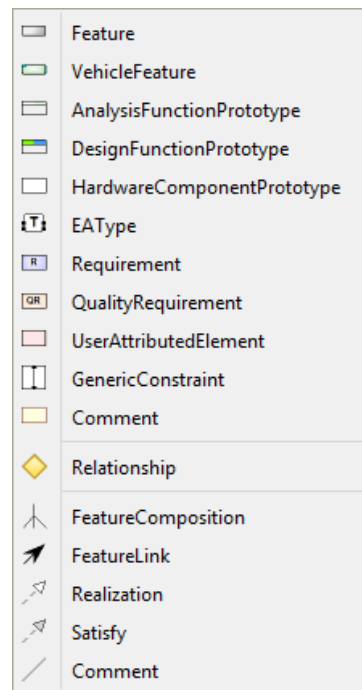 Feature
VehicleFeature
AnalysisFunctionPrototype
DesignFunctionPrototype
HardwareComponentPrototype
T EAType
R Requirement
QR QualityRequirement
UserAttributedElement
GenericConstraint
Comment
Relationship
FeatureComposition
FeatureLink
Realization
Satisfy
Comment